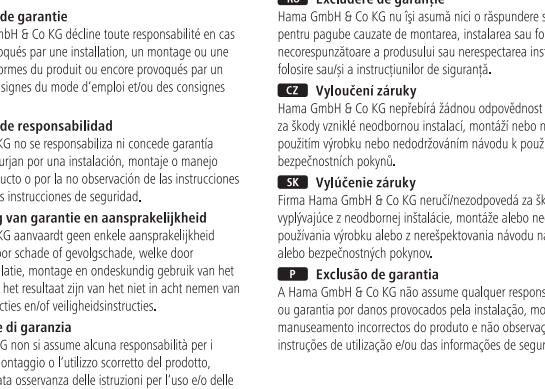 de garantie
mbH & Co KG décline toute responsabilité en cas
oqués par une installation, un montage ou une
ormes du produit ou encore provoqués par un
signes du mode d'emploi et/ou des consignes
de responsabilidad
KG no se responsabiliza ni concede garantía
urjan por una instalación, montaje o manejo
ucto o por la no observación de las instrucciones
s instrucciones de seguridad.
g van garantie en aansprakelijkheid
KG aanvaardt geen enkele aansprakelijkheid
oor schade of gevolgschade, welke door
latie, montage en ondeskundig gebruik van het
het resultaat zijn van het niet in acht nemen van
cties en/of veiligheidsinstructies.
e di garanzia
G non si assume alcuna responsabilità per i
ontaggio o l'utilizzo scorretto del prodotto,
ata osservanza delle istruzioni per l'uso e/o delle
RO Excludere de garanție
Hama GmbH & Co KG nu își asumă nici o răspundere s
pentru pagube cauzate de montarea, instalarea sau fo
necorespunzătoare a produsului sau nerespectarea inst
folosire sau/și a instrucțiunilor de siguranță.
CZ Vyloučení záruky
Hama GmbH & Co KG nepřebírá žádnou odpovědnost
za škody vzniklé neodbornou instalací, montáží nebo n
použitím výrobku nebo nedodržováním návodu k použ
bezpečnostních pokynů.
SK Vylúčenie záruky
Firma Hama GmbH & Co KG neručí/nezodpovedá za šk
vyplývajúce z neodbornej inštalácie, montáže alebo ne
používania výrobku alebo z nerešpektovania návodu na
alebo bezpečnostných pokynov.
P Exclusão de garantia
A Hama GmbH & Co KG não assume qualquer respons
ou garantia por danos provocados pela instalação, mo
manuseamento incorrectos do produto e não observaç
instruções de utilização e/ou das informações de segur